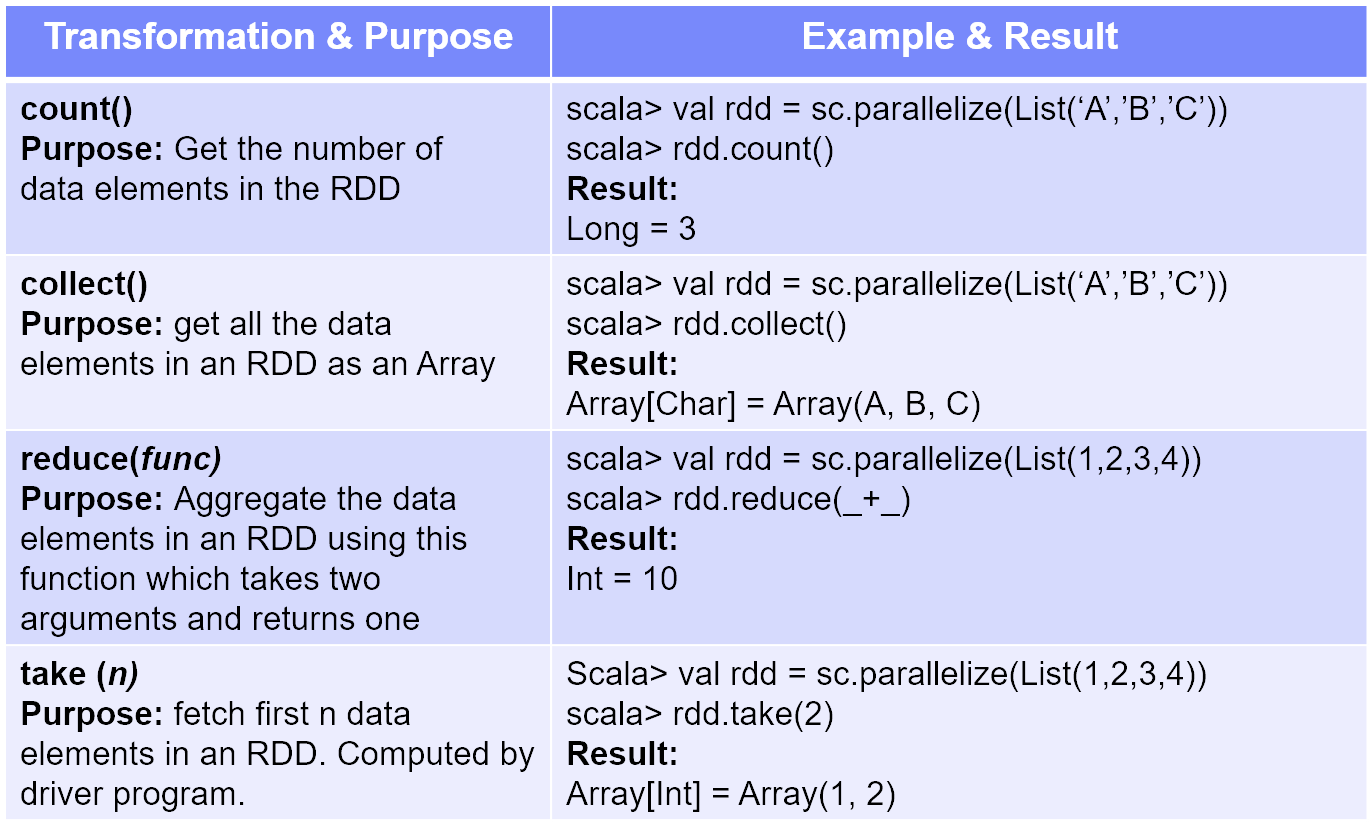 Transformation & Purpose
Example & Result
count()
Purpose: Get the number of
data elements in the RDD
scala> val rdd = sc.parallelize(List(‘A’,’B’,’C’))
scala> rdd.count()
Result:
Long = 3
collect()
Purpose: get all the data
elements in an RDD as an Array
scala> val rdd = sc.parallelize(List(‘A’,’B’,’C’))
scala> rdd.collect()
Result:
Array[Char] = Array(A, B, C)
reduce(func)
Purpose: Aggregate the data
elements in an RDD using this
function which takes two
arguments and returns one
scala> val rdd = sc.parallelize(List(1,2,3,4))
scala> rdd.reduce(_+_)
Result:
Int = 10
take (n)
Purpose: fetch first n data
elements in an RDD. Computed by
driver program.
Scala> val rdd = sc.parallelize(List(1,2,3,4))
scala> rdd.take(2)
Result:
Array[Int] = Array(1, 2)